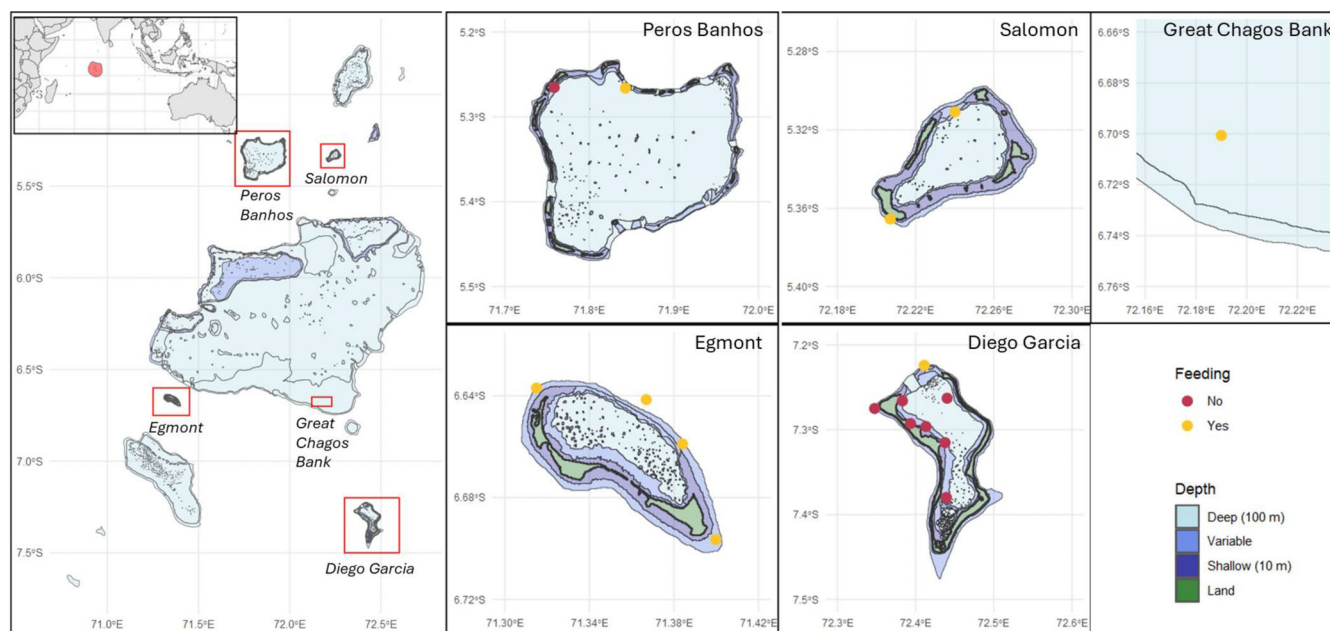 5.5°S
6.0°S
6.5°S
7.0°S
7.5°S
71.0°E 71.5°E 72.0°E 72.5°E
Peros
Banhos
Salomon
Egmont
Great
Chagos
Bank
Diego Garcia
Peros Banhos
5.2°S
5.3°S
5.4°S
5.5°S
71.7°E 71.8°E 71.9°E 72.0°E
Salomon
5.28°S
5.32°S
5.36°S
5.40°S
72.18°E 72.22°E 72.26°E 72.30°E
Great Chagos Bank
6.66°S
6.68°S
6.70°S
6.72°S
6.74°S
6.76°S
72.16°E 72.18°E 72.20°E 72.22°E
Egmont
6.64°S
6.68°S
6.72°S
71.30°E 71.34°E 71.38°E 71.42°E
Diego Garcia
7.2°S
7.3°S
7.4°S
7.5°S
72.3°E 72.4°E 72.5°E 72.6°E
Feeding
No
Yes
Depth
Deep (100 m)
Variable
Shallow (10 m)
Land